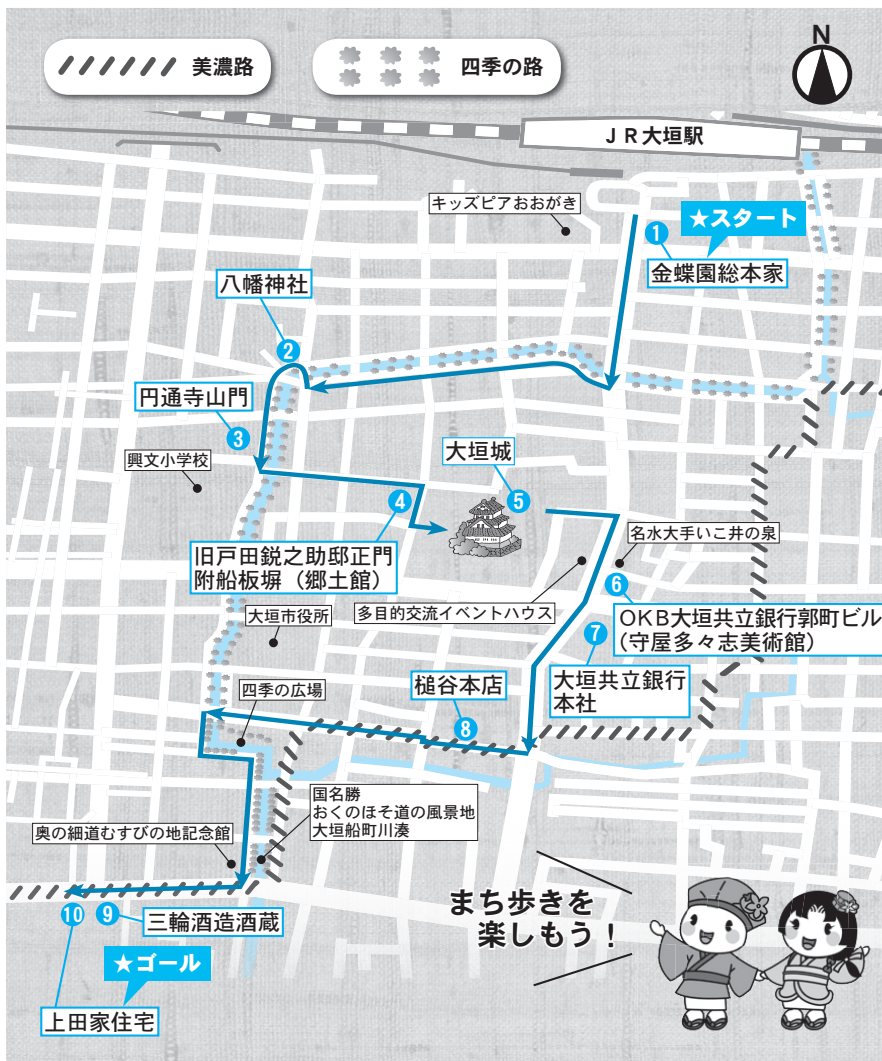 美濃路
四季の路
N
JR大垣駅
キッズピアおおがき
★スタート
1
金蝶園総本家
八幡神社
2
円通寺山門
3
興文小学校
大垣城
5
4
旧戸田鋭之助邸正門
附船板塀（郷土館）
名水大手いこ井の泉
多目的交流イベントハウス
6
OKB大垣共立銀行郭町ビル
（守屋多々志美術館）
7
大垣共立銀行
本社
大垣市役所
四季の広場
槌谷本店
8
国名勝
おくのほそ道の風景地
大垣船町川湊
奥の細道むすびの地記念館
10
9
三輪酒造酒蔵
★ゴール
上田家住宅
まち歩きを
楽しもう！